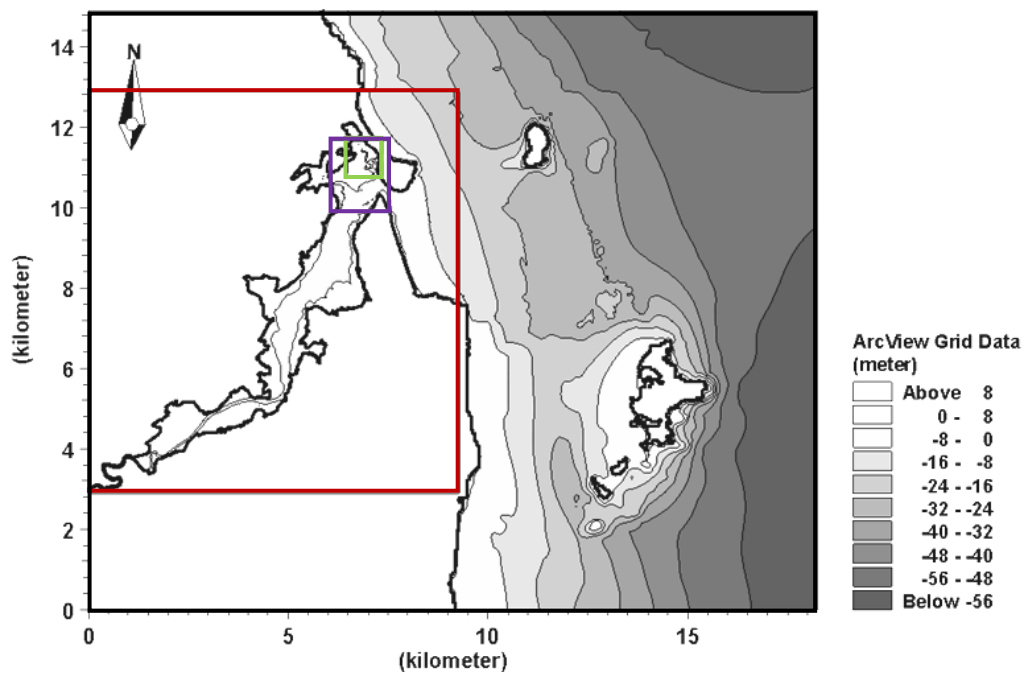 N
14
12
10
8
6
4
2
0
(kilometer)
0 5 10 15
(kilometer)
ArcView Grid Data
(meter)
Above 8
0 - 8
-8 - 0
-16 - -8
-24 - -16
-32 - -24
-40 - -32
-48 - -40
-56 - -48
Below -56